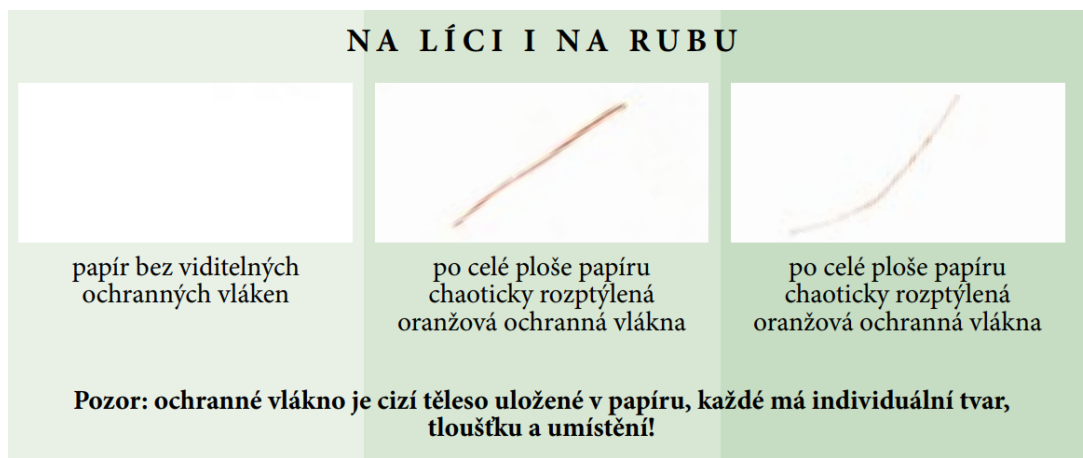 NA LÍCI I NA RUBU
papír bez viditelných
ochranných vláken
po celé ploše papíru
chaoticky rozptýlená
oranžová ochranná vlákna
po celé ploše papíru
chaoticky rozptýlená
oranžová ochranná vlákna
Pozor: ochranné vlákno je cizí těleso uložené v papíru, každé má individuální tvar,
tloušťku a umístění!